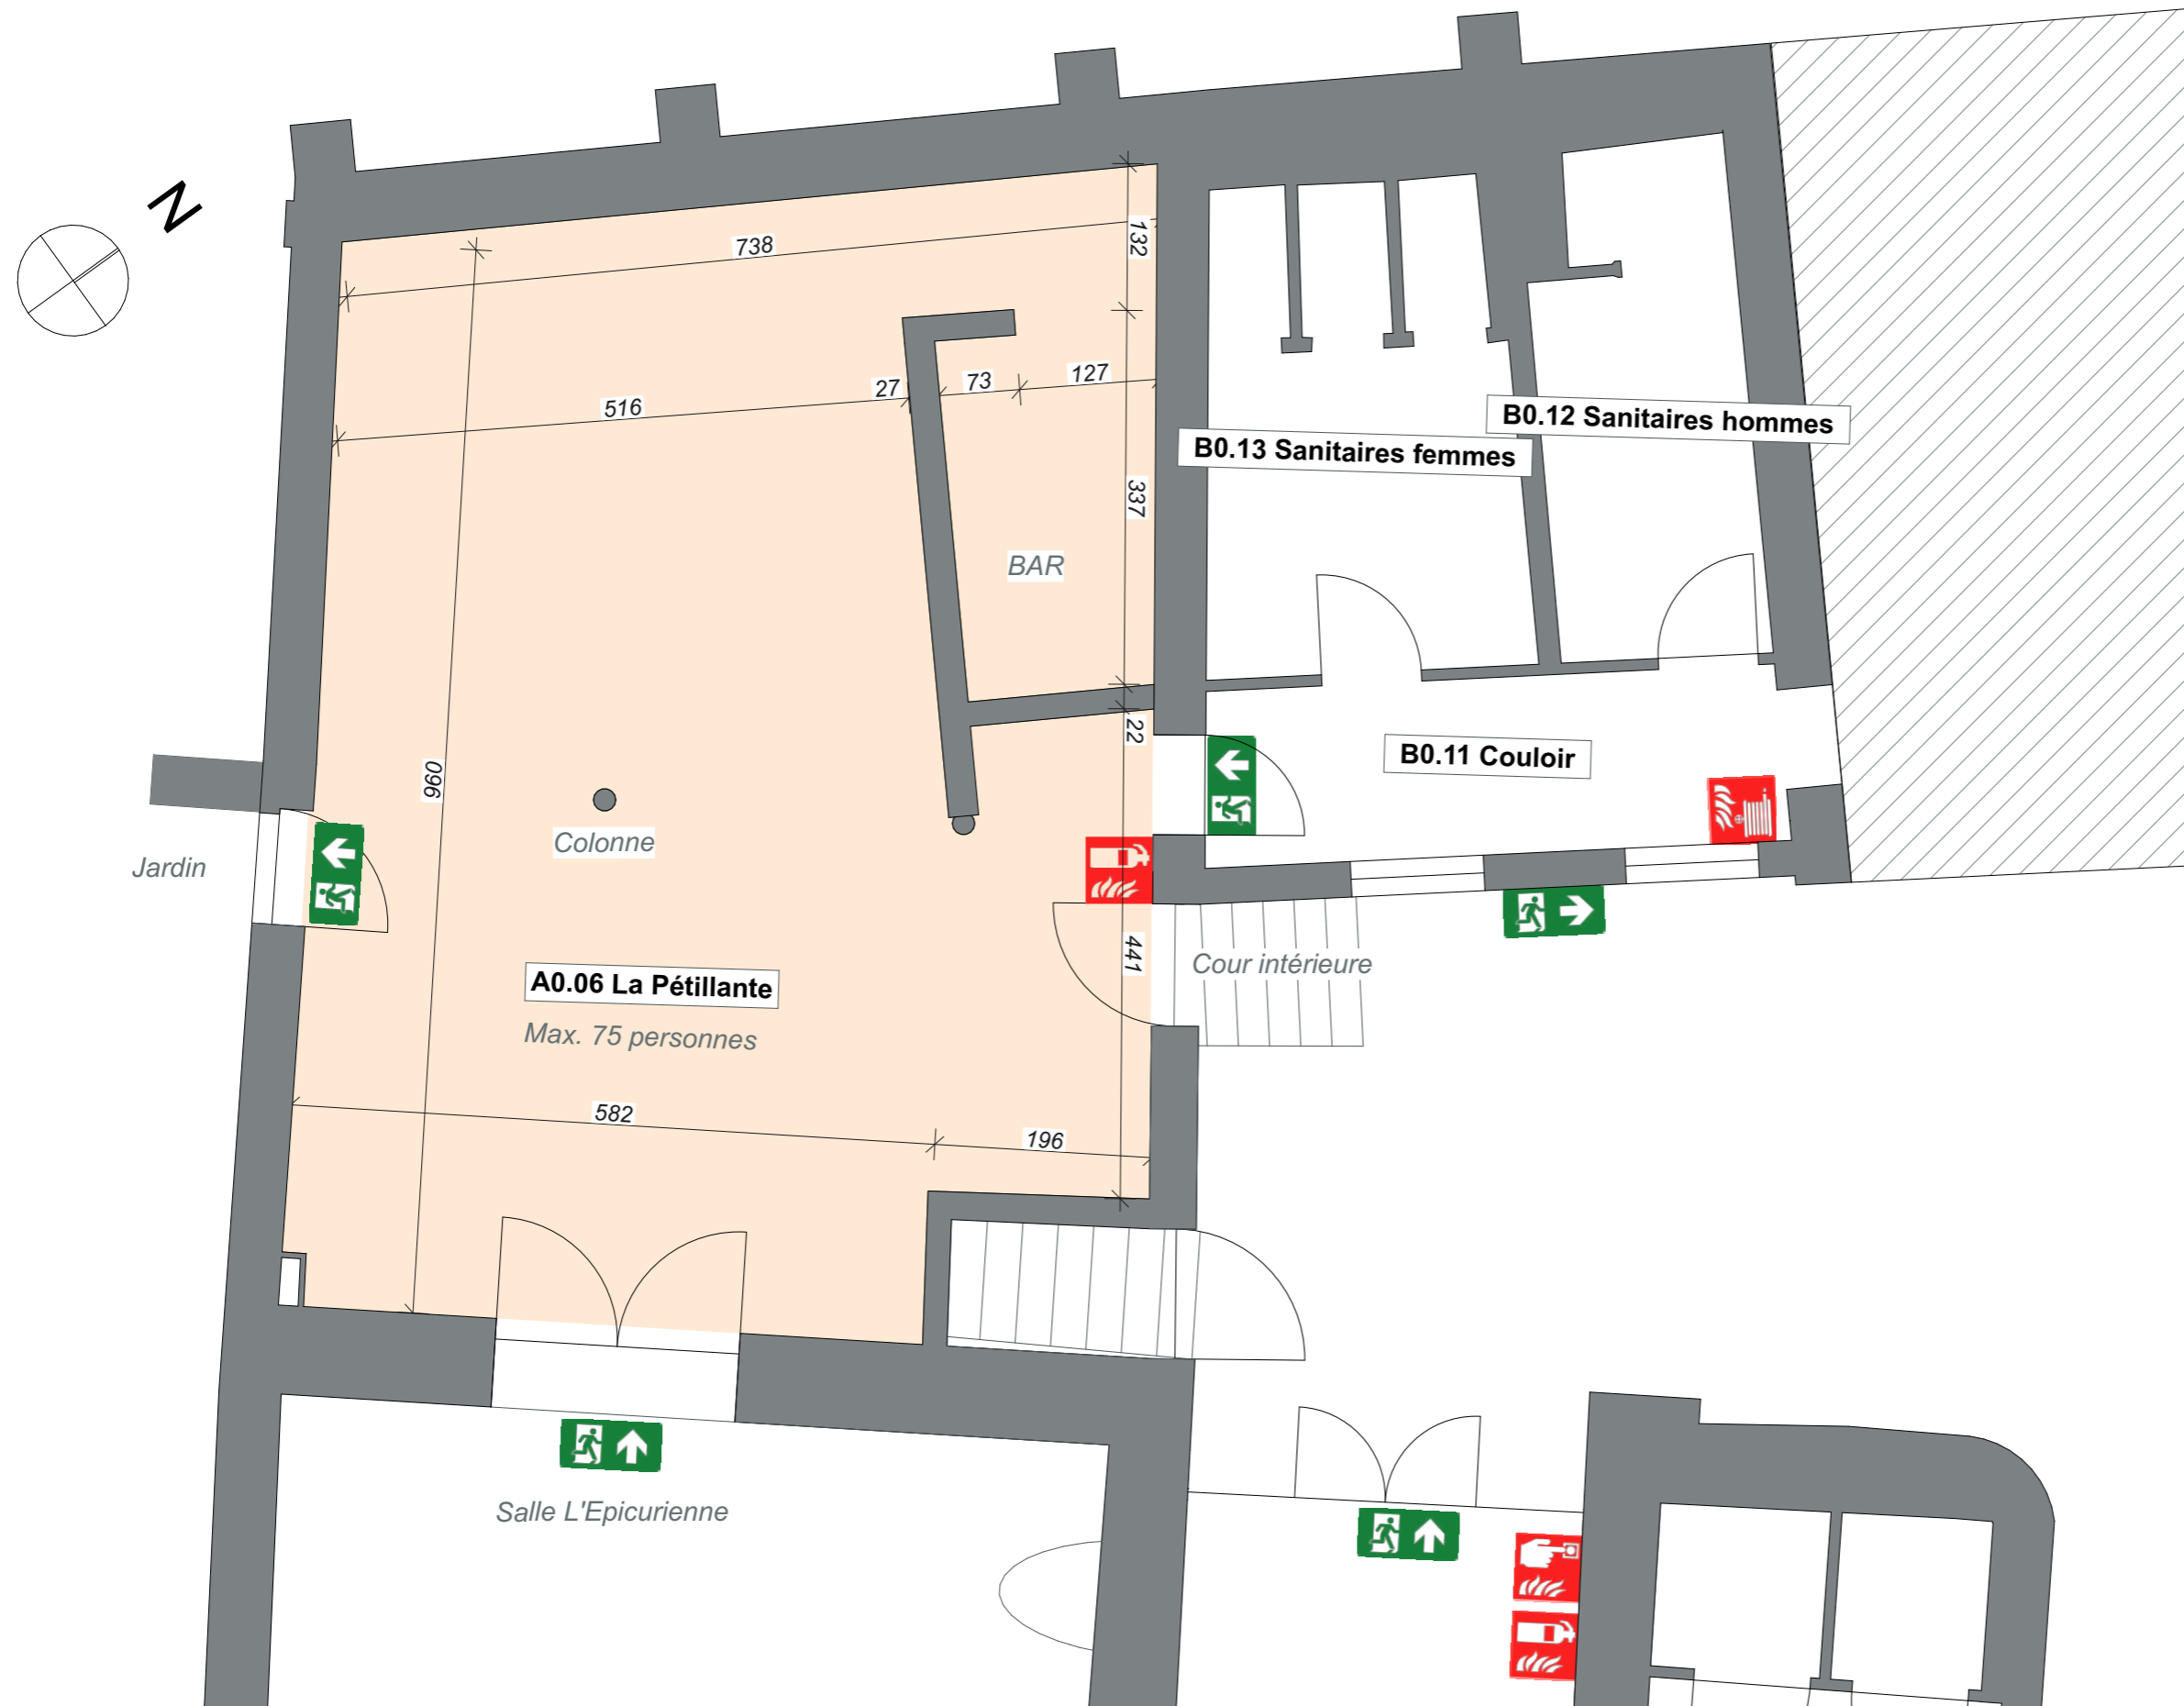 N
738
132
516
27
73
127
B0.12 Sanitaires hommes
B0.13 Sanitaires femmes
337
BAR
22
B0.11 Couloir
960
Colonne
Jardin
441
Cour intérieure
A0.06 La Pétillante
Max. 75 personnes
582
196
Salle L'Epicurienne